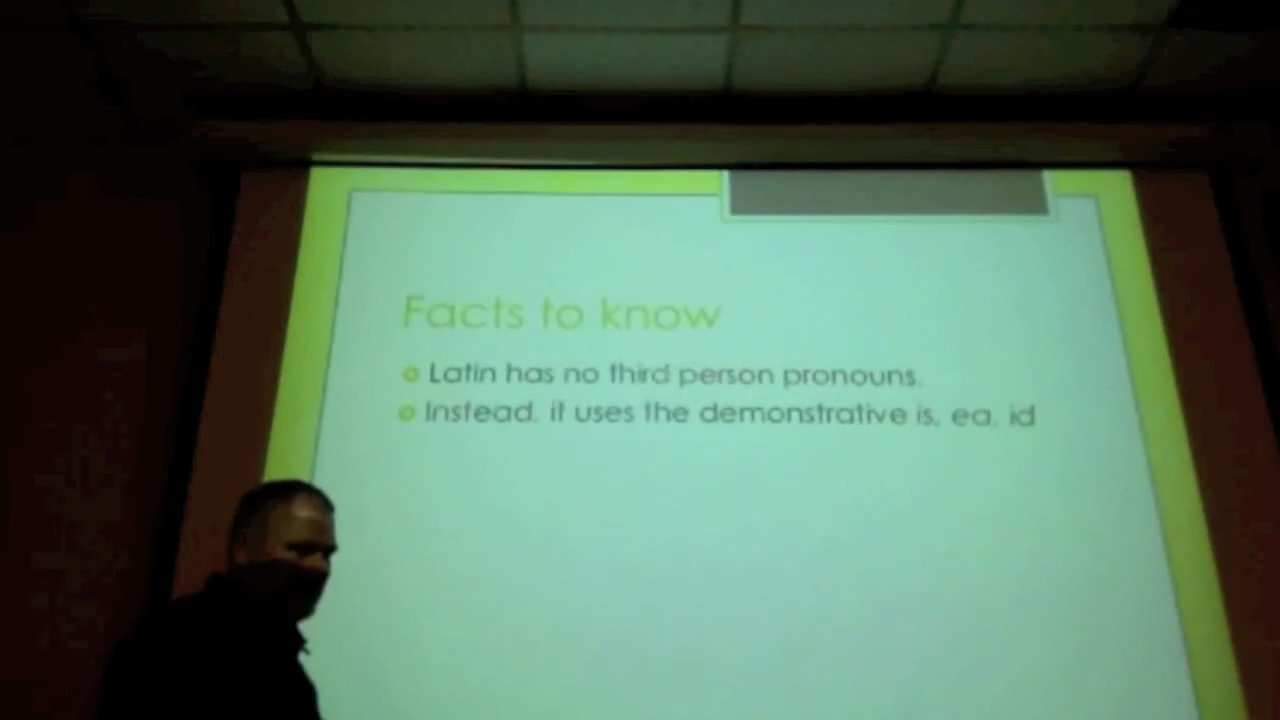 Facts to know
Latin has no third person pronouns.
Instead, it uses the demonstrative is, ea, id